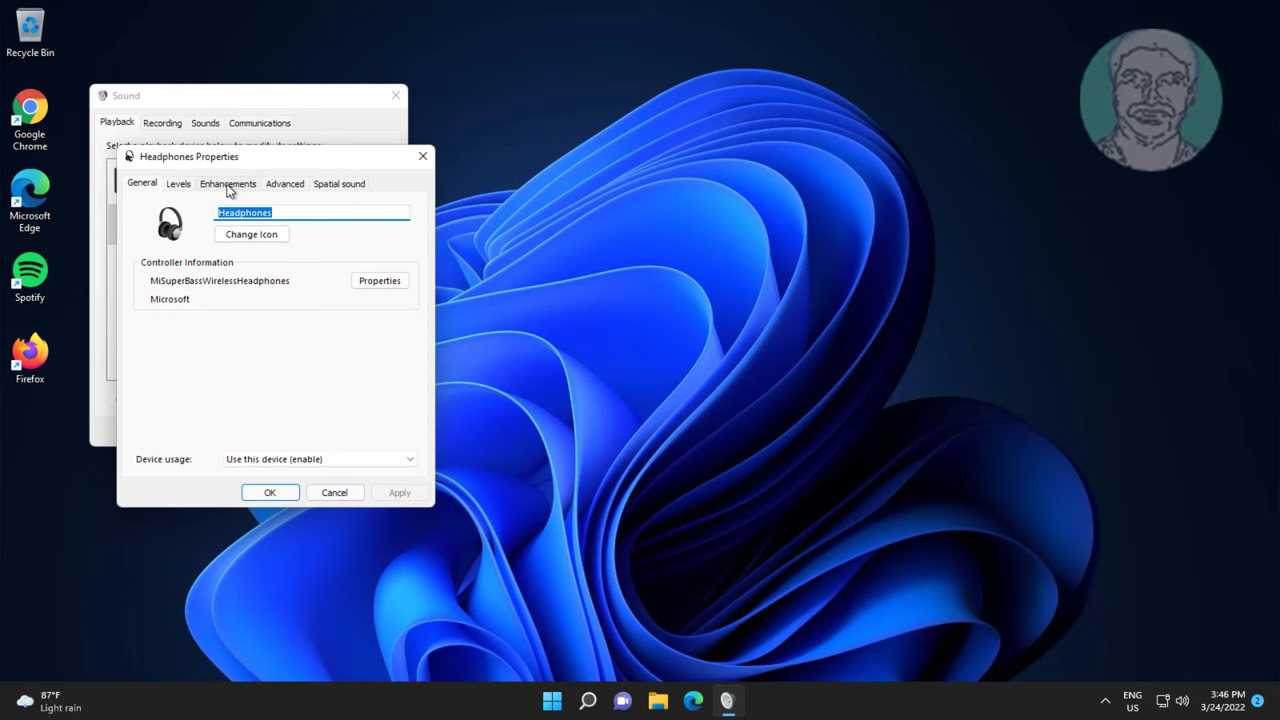 Recycle Bin
Google
Chrome
Microsoft
Edge
Spotify
Firefox
Sound
Playback Recording Sounds Communications
Select a playback device below to modify its settings:
Headphones Properties
General Levels Enhancements Advanced Spatial sound
Headphones
Change Icon
Controller Information
MiSuperBassWirelessHeadphones
Properties
Microsoft
Device usage: Use this device (enable)
OK Cancel Apply
87°F
Light rain
ENG
US
3:46 PM
3/24/2022
2